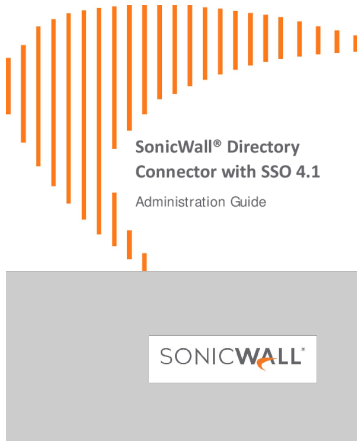 SonicWall® Directory
Connector with SSO 4.1
Administration Guide
SONICWALL®